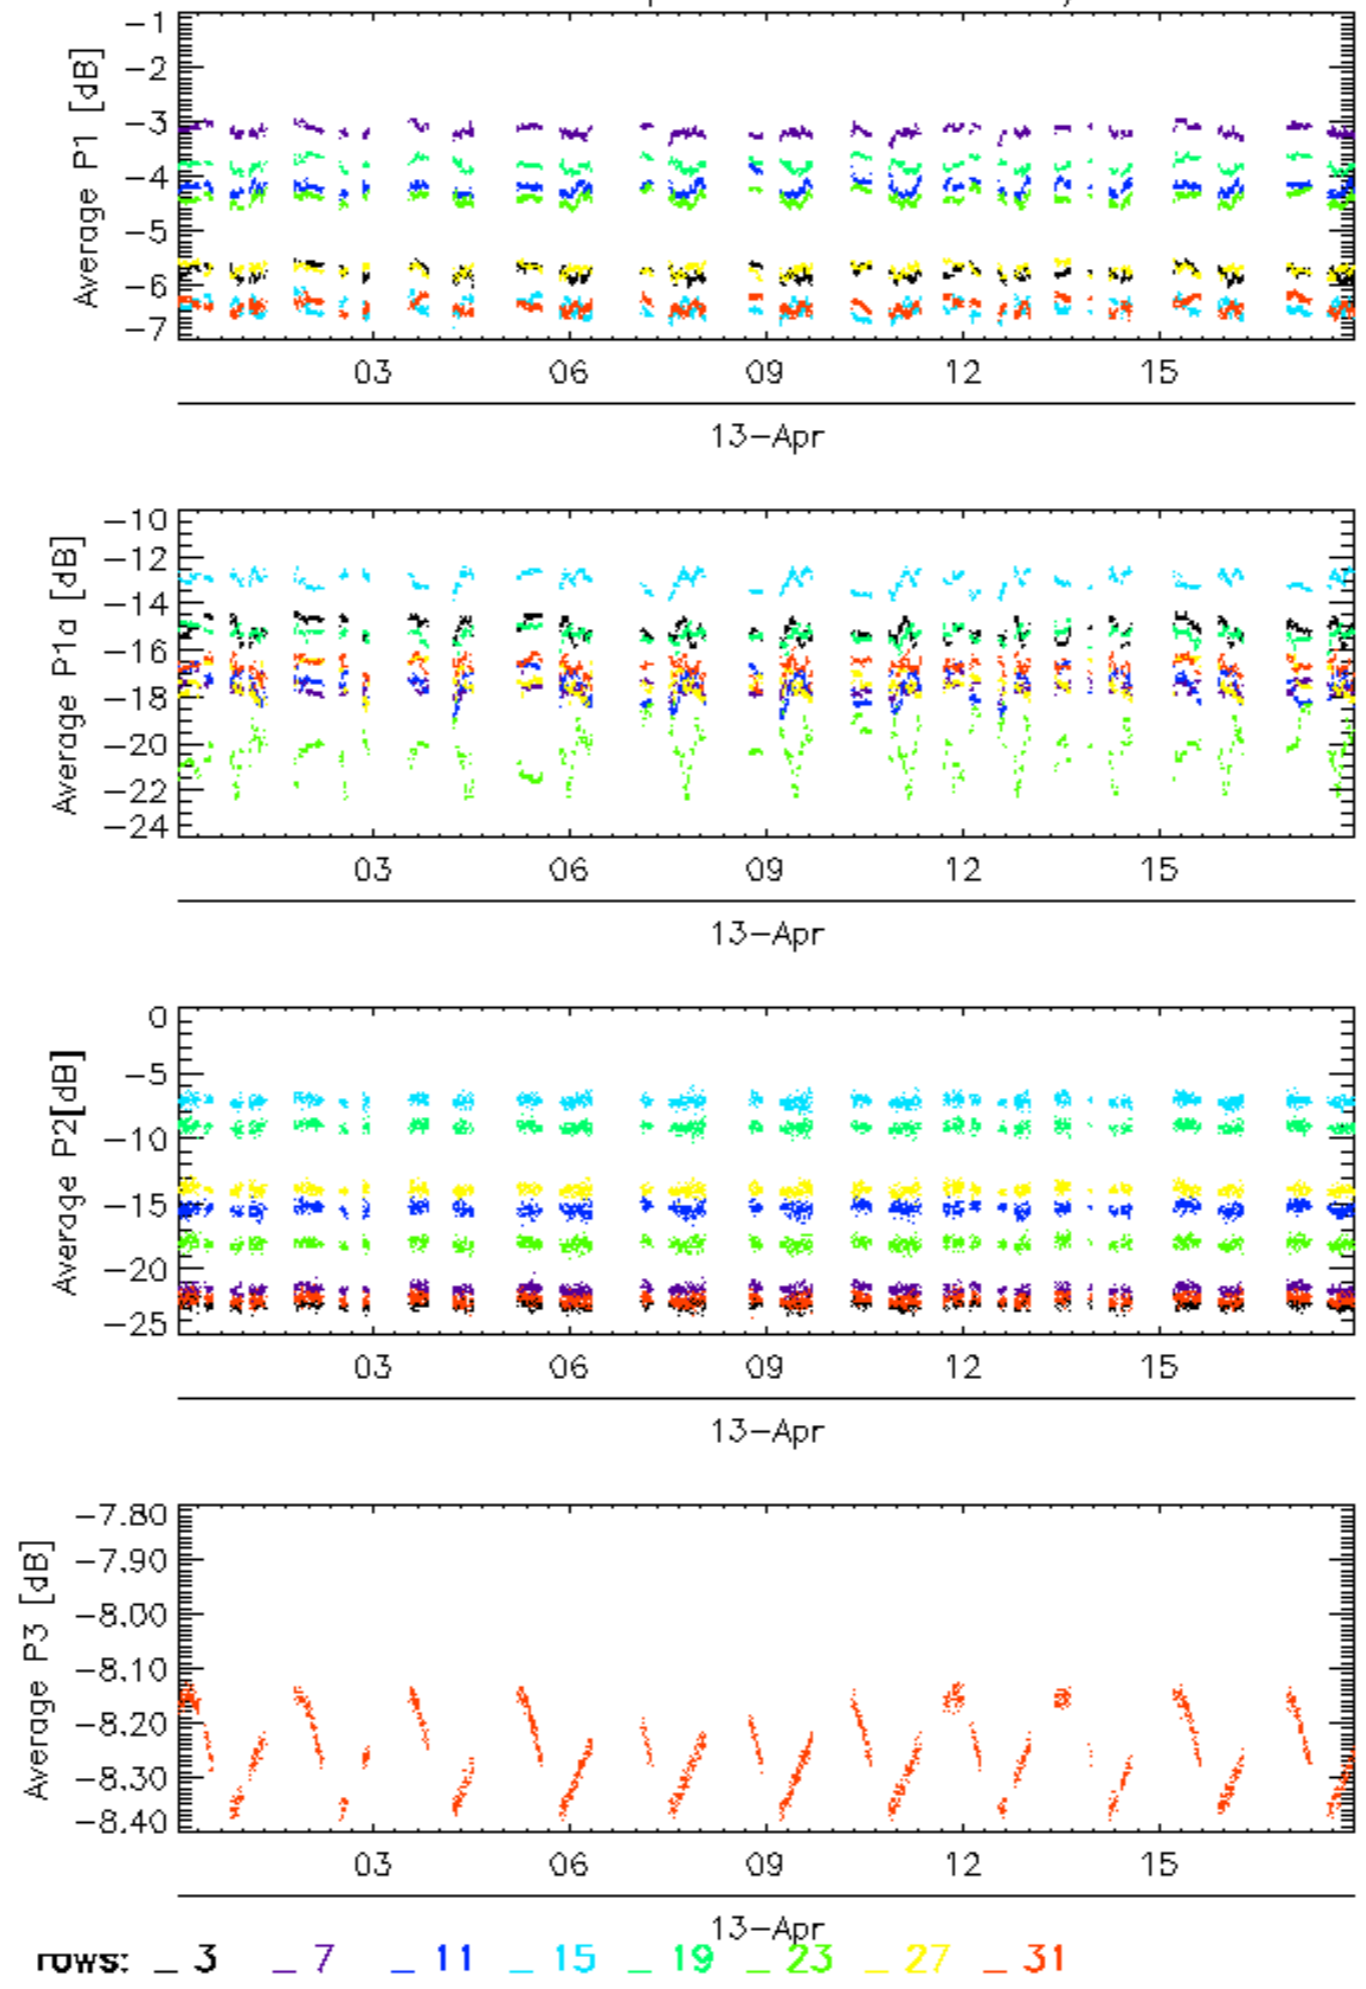 -1
-2
-3
-4
-5
-6
-7
Average P1 [dB]
03 06 09 12 15
13-Apr
-10
-12
-14
-16
-18
-20
-22
-24
Average P1a [dB]
03 06 09 12 15
13-Apr
0
-5
-10
-15
-20
-25
Average P2[dB]
03 06 09 12 15
13-Apr
-7.80
-7.90
-8.00
-8.10
-8.20
-8.30
-8.40
Average P3 [dB]
03 06 09 12 15
13-Apr
rows: _ 3 _ 7 _ 11 _ 15 _ 19 _ 23 _ 27 _ 31